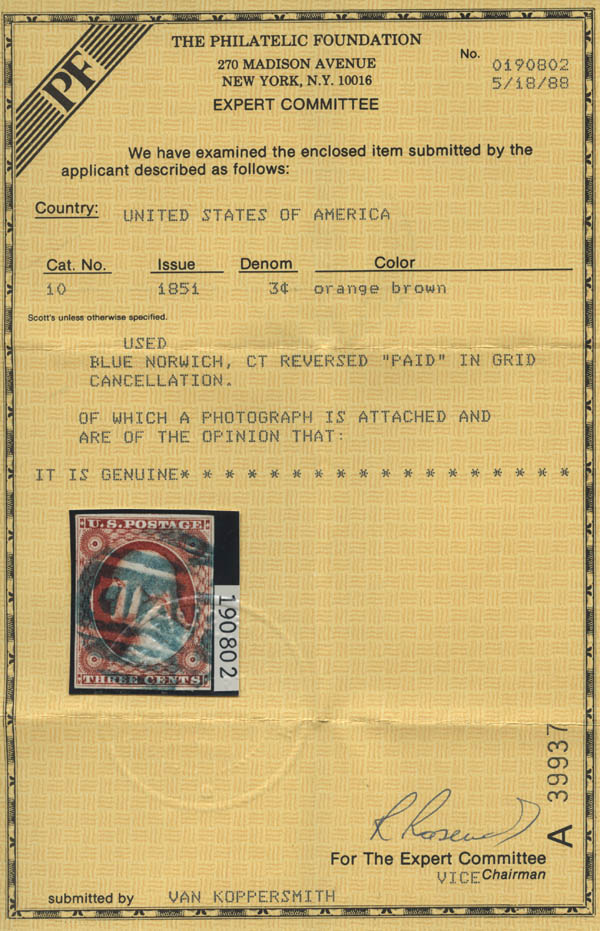 PF
THE PHILATELIC FOUNDATION
270 MADISON AVENUE
NEW YORK, N.Y. 10016
EXPERT COMMITTEE
No. 0190802
5/18/88
We have examined the enclosed item submitted by the
applicant described as follows:
Country: UNITED STATES OF AMERICA
Cat. No. Issue Denom Color
10 1851 3¢ orange brown
Scott's unless otherwise specified.
USED
BLUE NORWICH, CT REVERSED "PAID" IN GRID
CANCELLATION.
OF WHICH A PHOTOGRAPH IS ATTACHED AND
ARE OF THE OPINION THAT:
IT IS GENUINE* * * * * * * * * * * * * * * * * *
U.S. POSTAGE
THREE CENTS
190802
A 39937
For The Expert Committee
VICE Chairman
submitted by VAN KOPPERSMITH